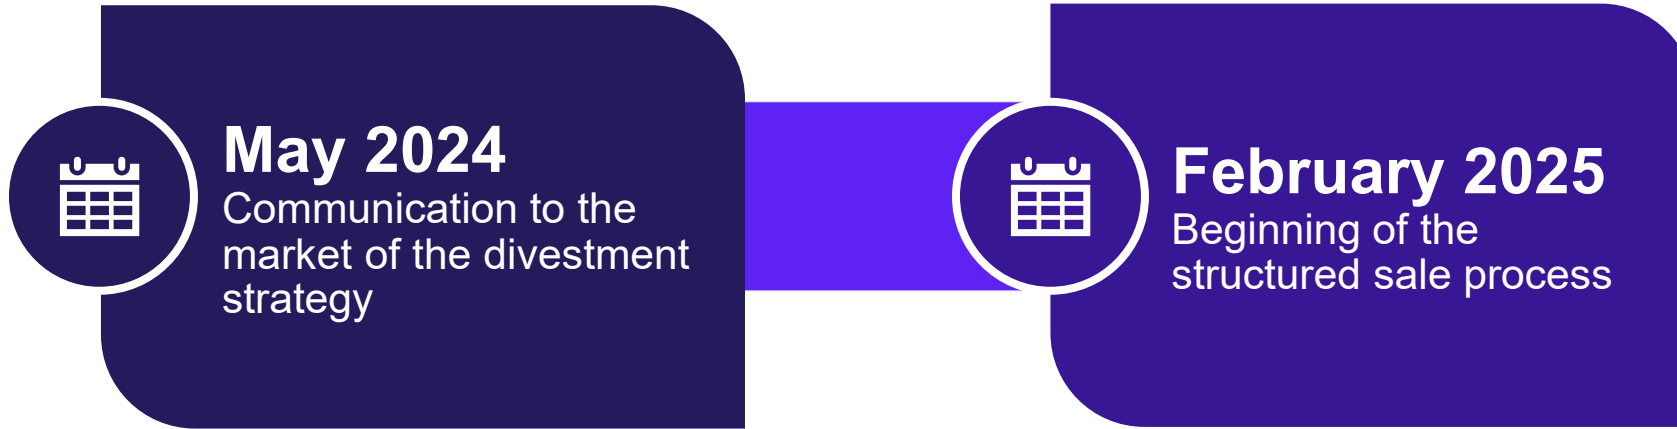 May 2024
Communication to the
market of the divestment
strategy
February 2025
Beginning of the
structured sale process